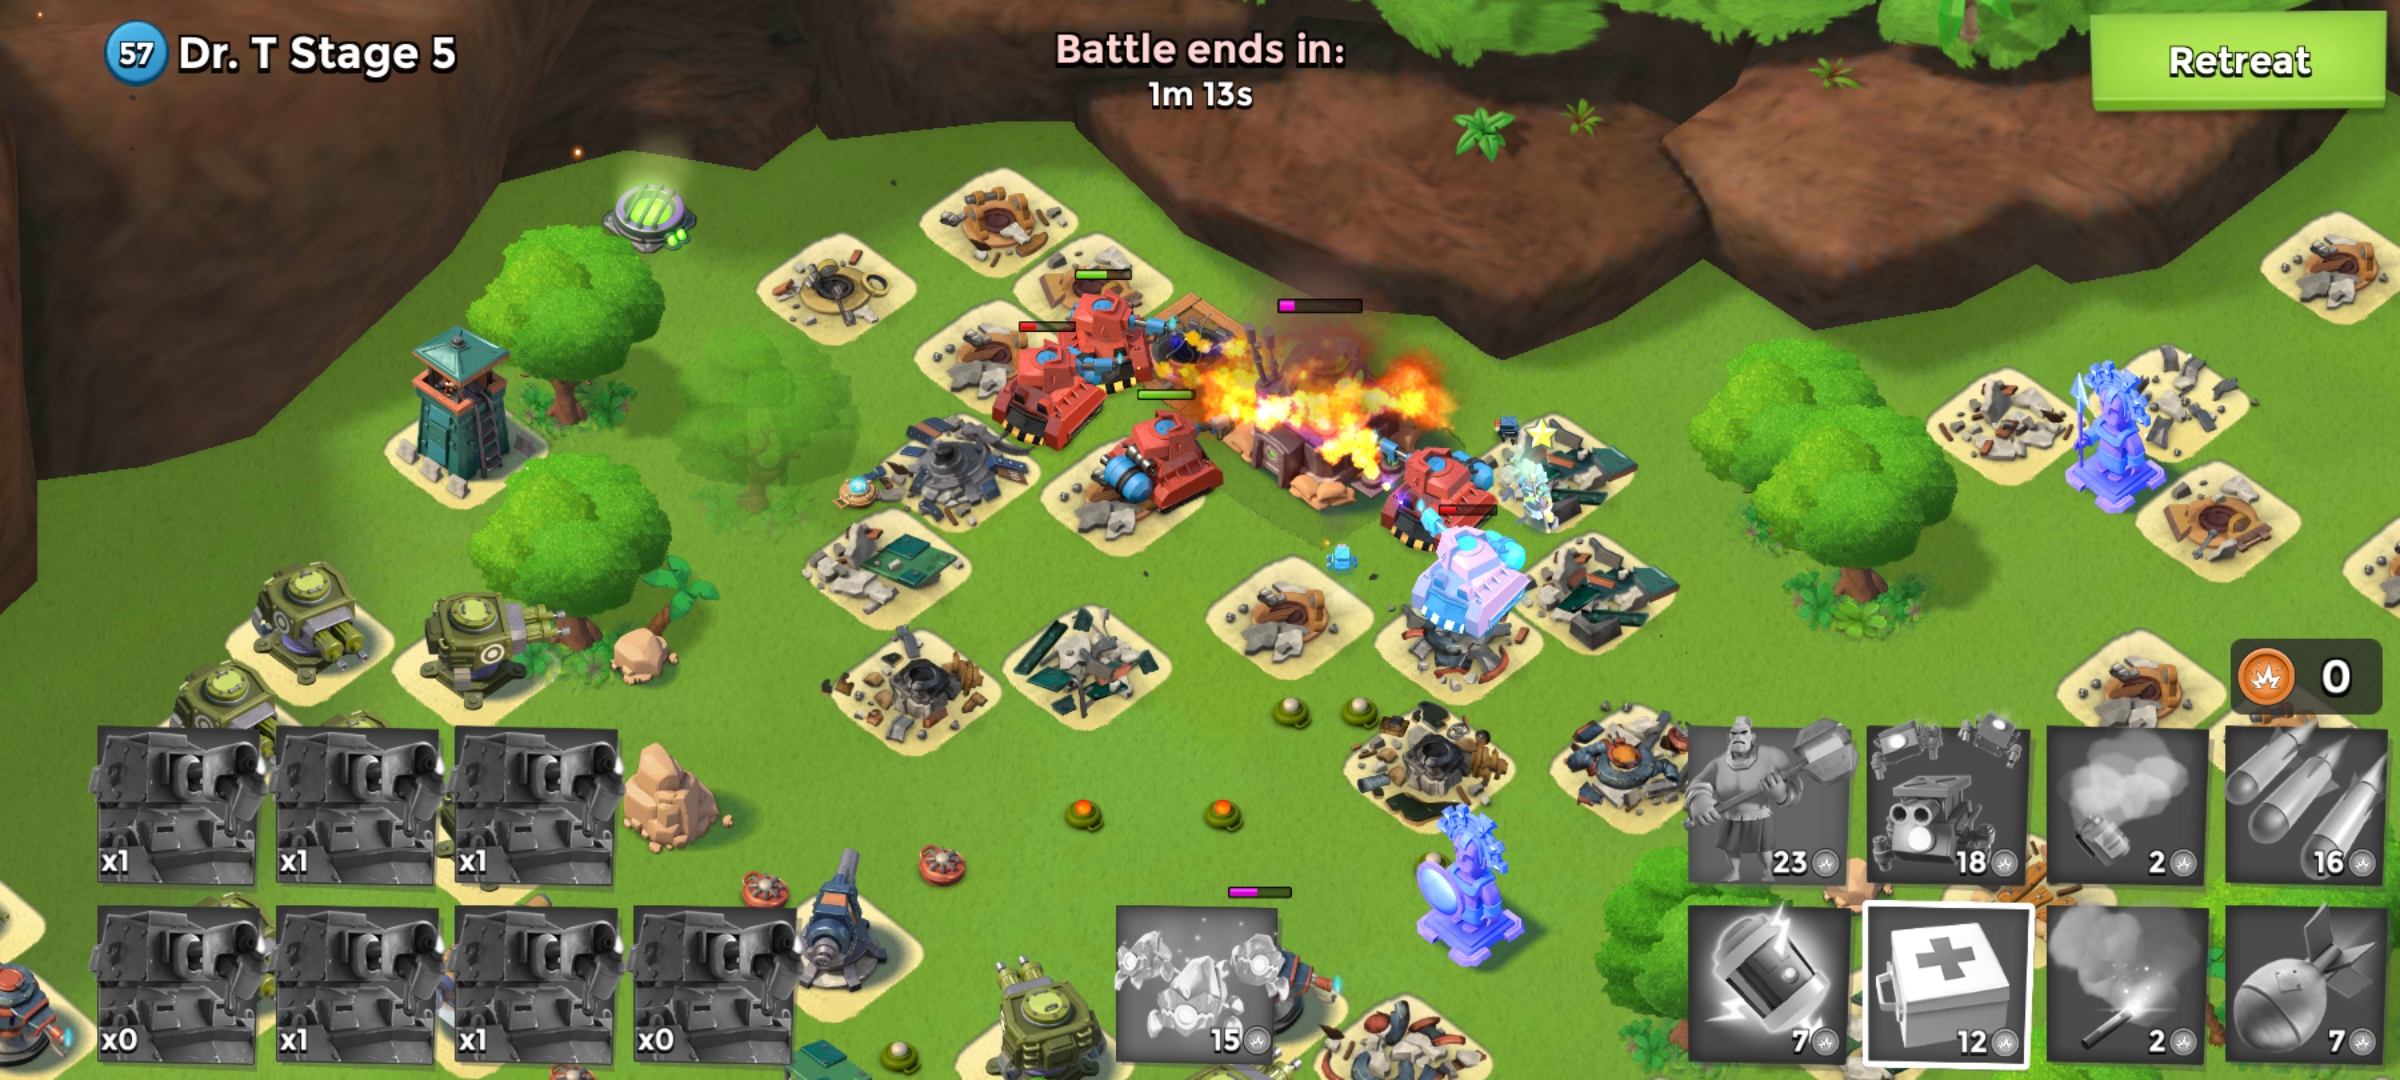 57 Dr. T Stage 5
Battle ends in:
1m 13s
Retreat
0
x1 x1 x1
23 18 2 16
x0 x1 x1 x0
15
7 12 2 7